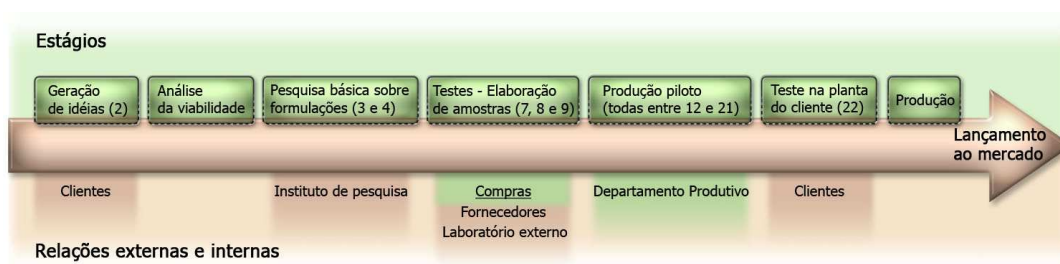 Estágios
Geração
de idéias (2)
Análise
da viabilidade
Pesquisa básica sobre
formulações (3 e 4)
Testes - Elaboração
de amostras (7, 8 e 9)
Produção piloto
(todas entre 12 e 21)
Teste na planta
do cliente (22)
Produção
Lançamento
ao mercado
Clientes
Instituto de pesquisa
Compras
Fornecedores
Laboratório externo
Departamento Produtivo
Clientes
Relações externas e internas